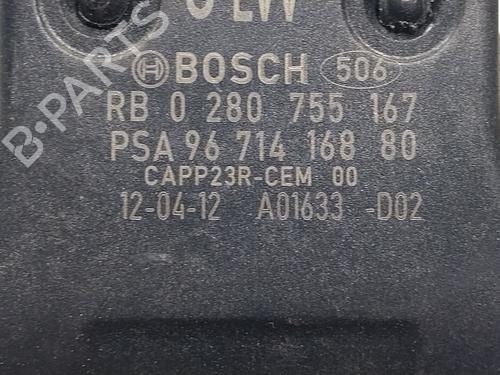 BOSCH 506
RB 0 280 755 167
PSA 96 714 168 80
CAPP23R-CEM 00
12-04-12 A01633 -D02
B-PARTS